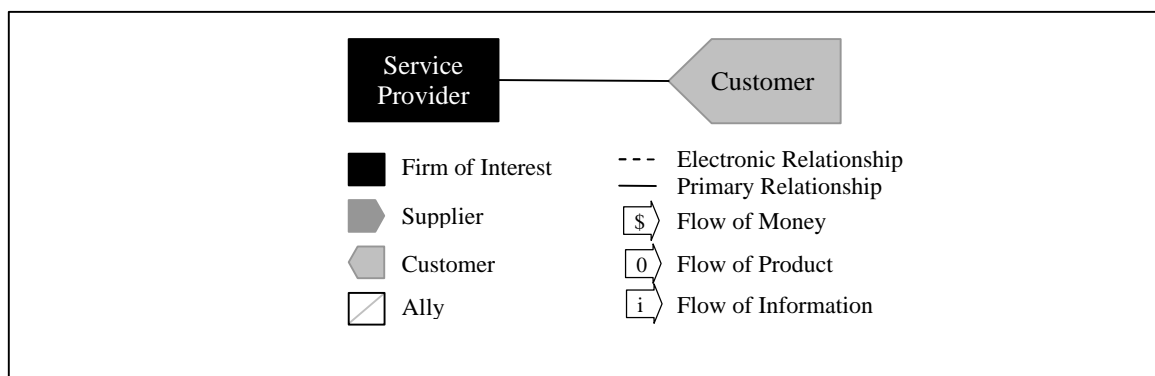 Service
Provider
Customer
Firm of Interest
Supplier
Customer
Ally
Electronic Relationship
Primary Relationship
$ Flow of Money
0 Flow of Product
i Flow of Information